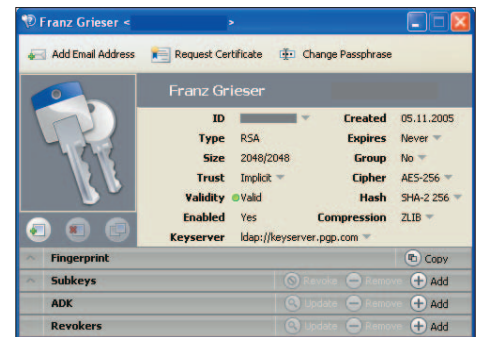 Franz Grieser < >
Add Email Address Request Certificate Change Passphrase
Franz Grieser
ID Created 05.11.2005
Type RSA Expires Never
Size 2048/2048 Group No
Trust Implicit Cipher AES-256
Validity Valid Hash SHA-2 256
Enabled Yes Compression ZLIB
Keyserver ldap://keyserver.pgp.com
Fingerprint Copy
Subkeys Revoke Remove Add
ADK Update Remove Add
Revokers Update Remove Add